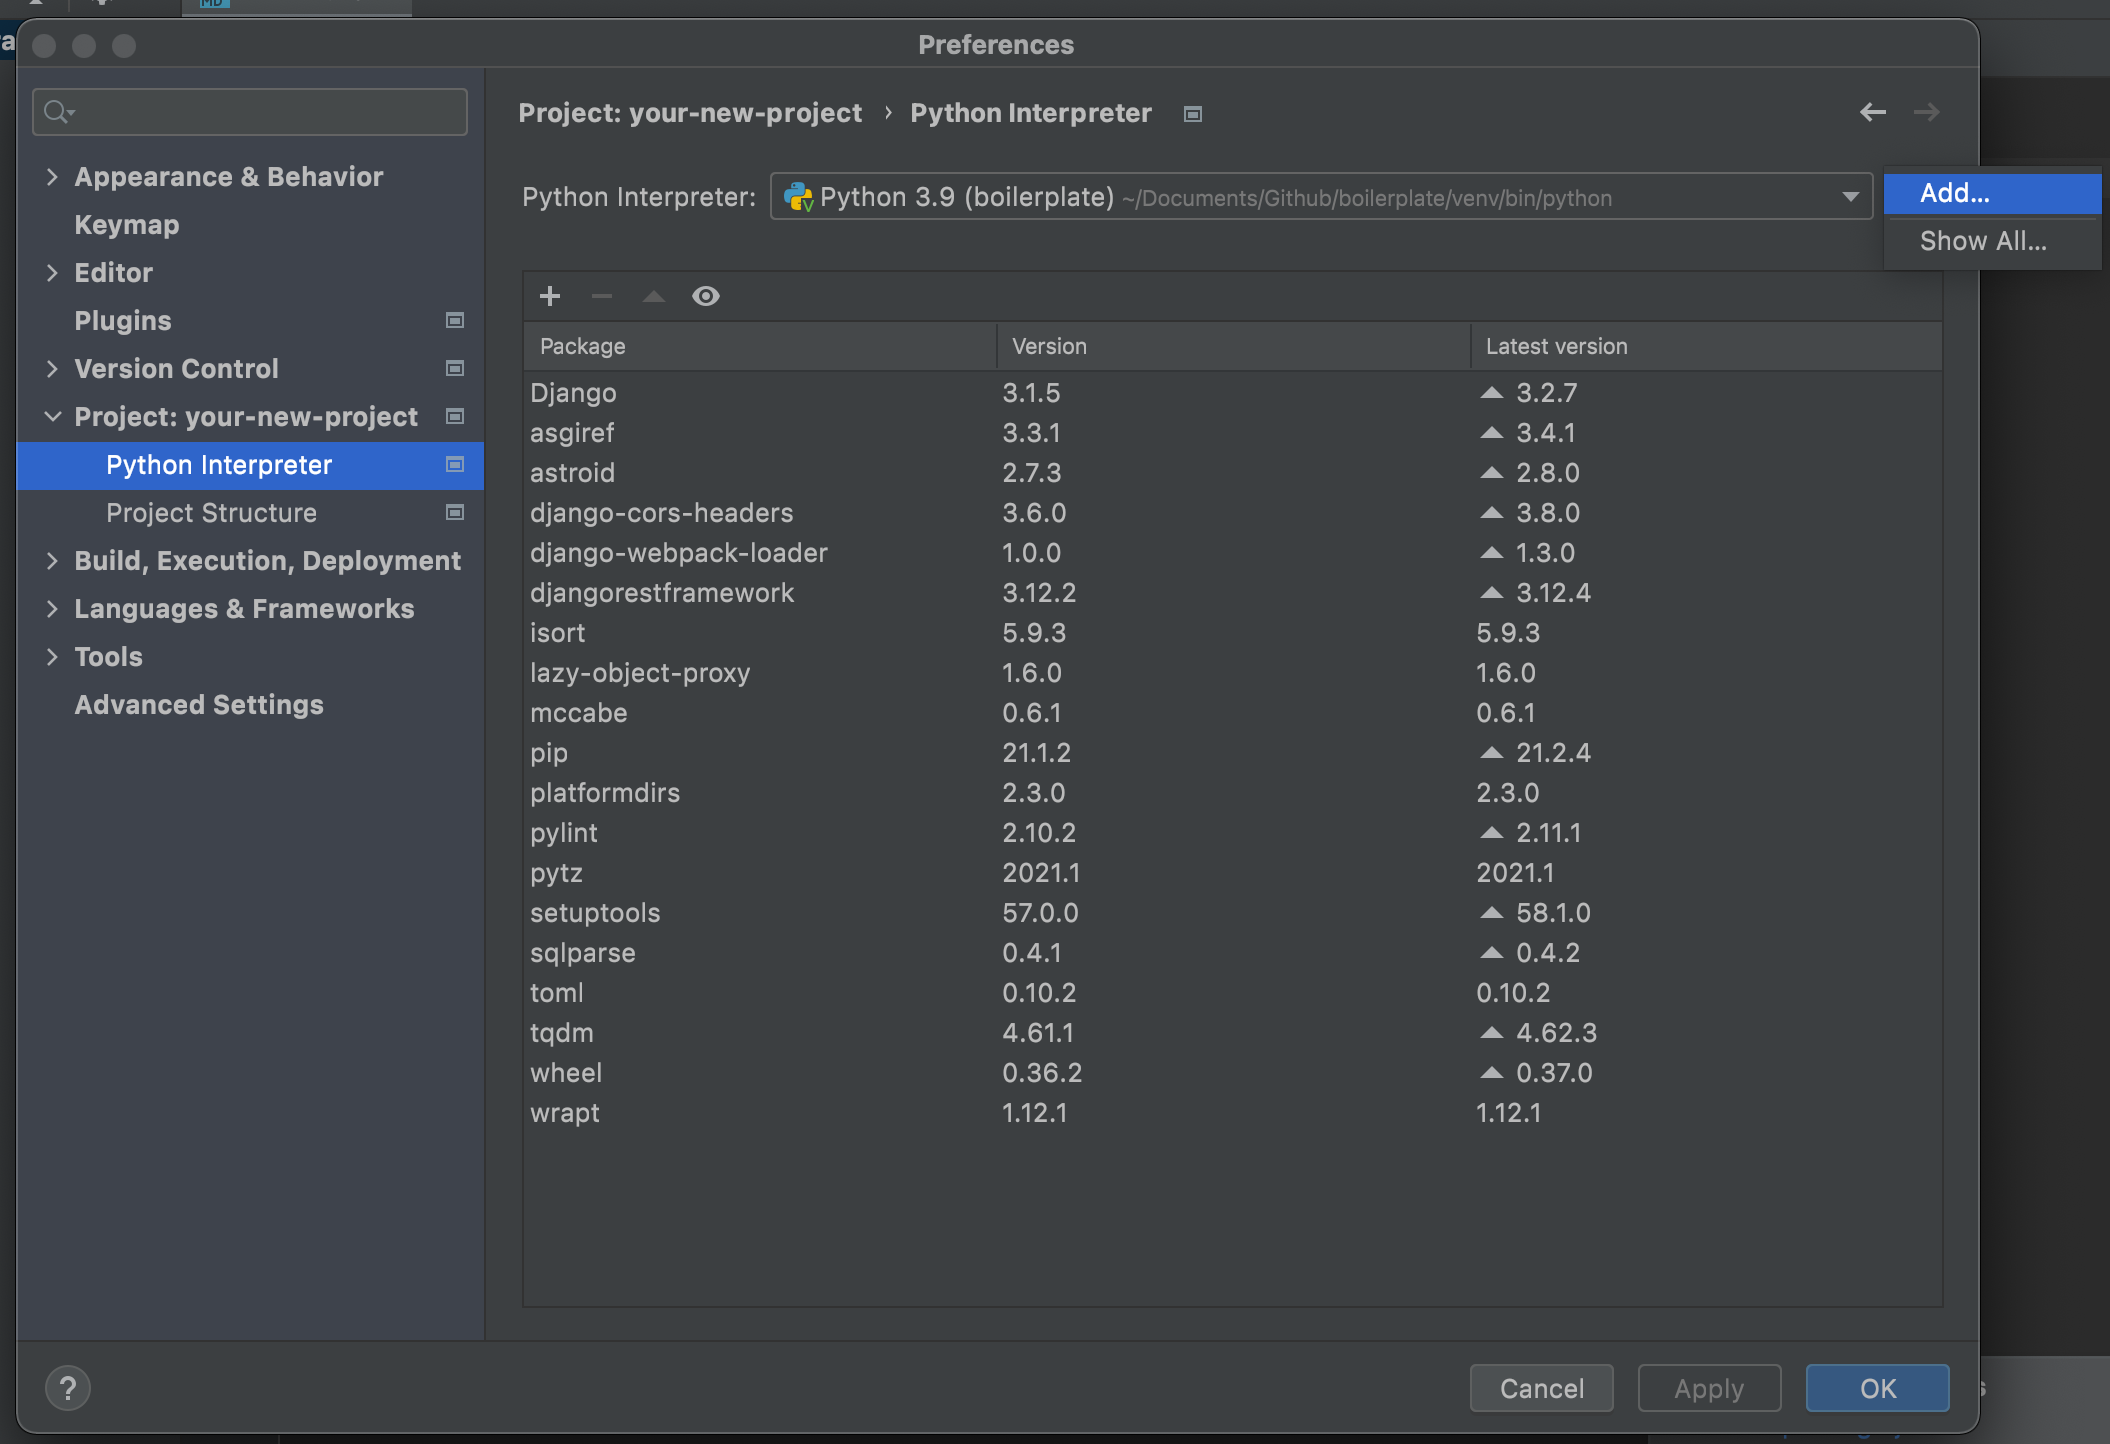 MD
Preferences
Project: your-new-project › Python Interpreter
Python Interpreter: Python 3.9 (boilerplate) ~/Documents/Github/boilerplate/venv/bin/python
Add...
Show All...
Appearance & Behavior
Keymap
Editor
Plugins
Version Control
Project: your-new-project
Python Interpreter
Project Structure
Build, Execution, Deployment
Languages & Frameworks
Tools
Advanced Settings
Package Version Latest version
Django 3.1.5 3.2.7
asgiref 3.3.1 3.4.1
astroid 2.7.3 2.8.0
django-cors-headers 3.6.0 3.8.0
django-webpack-loader 1.0.0 1.3.0
djangorestframework 3.12.2 3.12.4
isort 5.9.3 5.9.3
lazy-object-proxy 1.6.0 1.6.0
mccabe 0.6.1 0.6.1
pip 21.1.2 21.2.4
platformdirs 2.3.0 2.3.0
pylint 2.10.2 2.11.1
pytz 2021.1 2021.1
setuptools 57.0.0 58.1.0
sqlparse 0.4.1 0.4.2
toml 0.10.2 0.10.2
tqdm 4.61.1 4.62.3
wheel 0.36.2 0.37.0
wrapt 1.12.1 1.12.1
? Cancel Apply OK